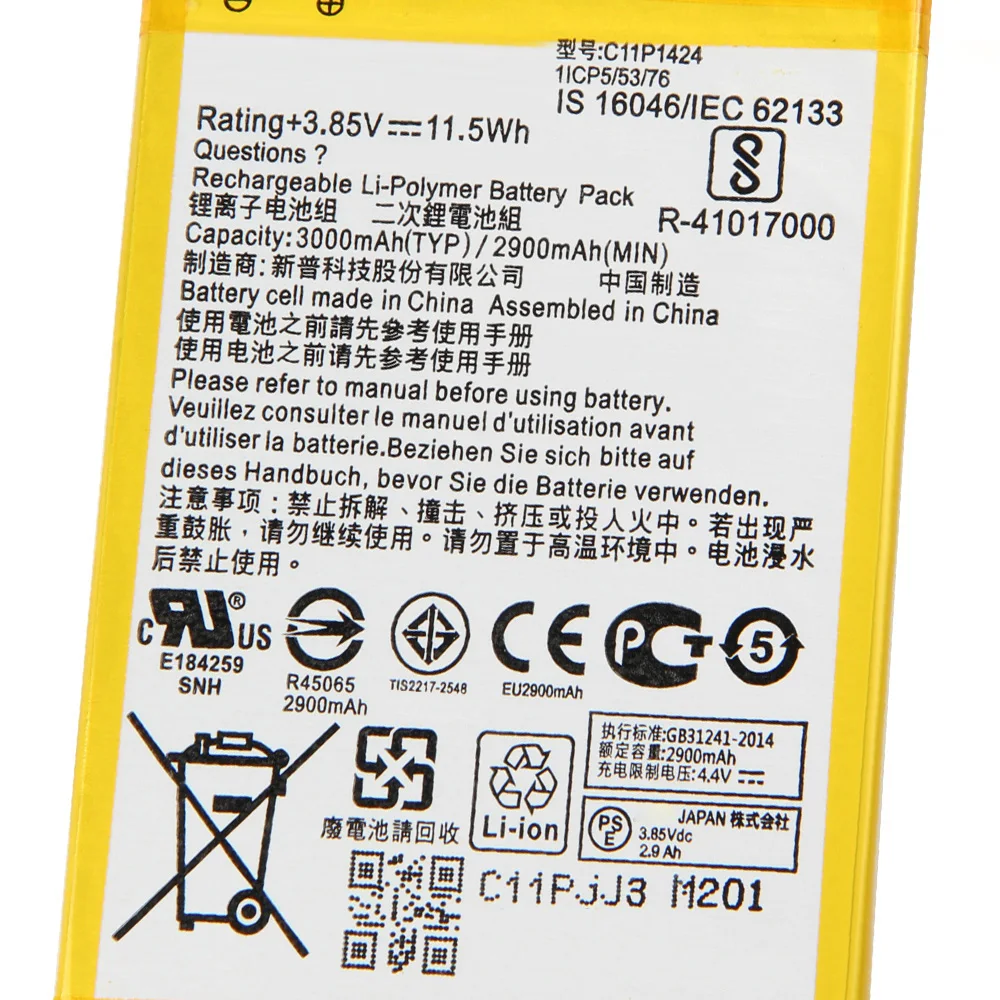 型号:C11P1424
1ICP5/53/76
IS 16046/IEC 62133
Rating+3.85V⎓11.5Wh
Questions ?
Rechargeable Li-Polymer Battery Pack
R-41017000
锂离子电池组 二次鋰電池組
Capacity:3000mAh(TYP)/2900mAh(MIN)
制造商:新普科技股份有限公司 中国制造
Battery cell made in China Assembled in China
使用電池之前請先參考使用手册
使用电池之前请先参考使用手册
Please refer to manual before using battery.
Veuillez consulter le manuel d'utilisation avant
d'utiliser la batterie.Beziehen Sie sich bitte auf
dieses Handbuch, bevor Sie die Batterie verwenden.
注意事项:禁止拆解、撞击、挤压或投人火中。若出现严
重鼓胀,请勿继续使用。请勿置于高温环境中。电池浸水
后禁止使用。
c RU ® US
E184259
SNH
R45065
2900mAh
TIS2217-2548
CE
EU2900mAh
PCT
5
执行标准:GB31241-2014
额定容量:2900mAh
充电限制电压:4.4V ⎓
廢電池請回收
Li-ion
PSE
JAPAN 株式会社
3.85Vdc
2.9 Ah
C11PJJ3 M201